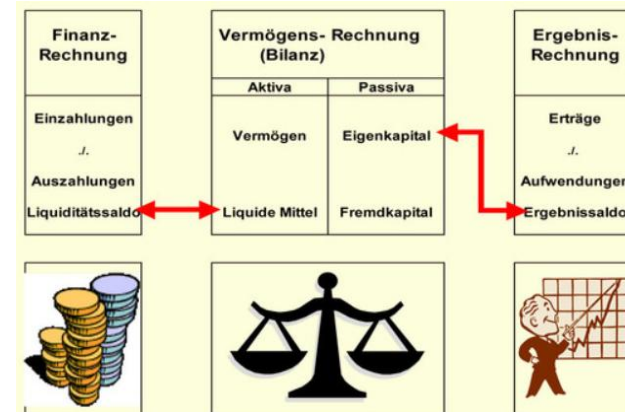 Finanz-
Rechnung
Einzahlungen
./.
Auszahlungen
Liquiditätssaldo
Vermögens- Rechnung
(Bilanz)
Aktiva
Passiva
Vermögen
Eigenkapital
Liquide Mittel
Fremdkapital
Ergebnis-
Rechnung
Erträge
./.
Aufwendungen
Ergebnissaldo